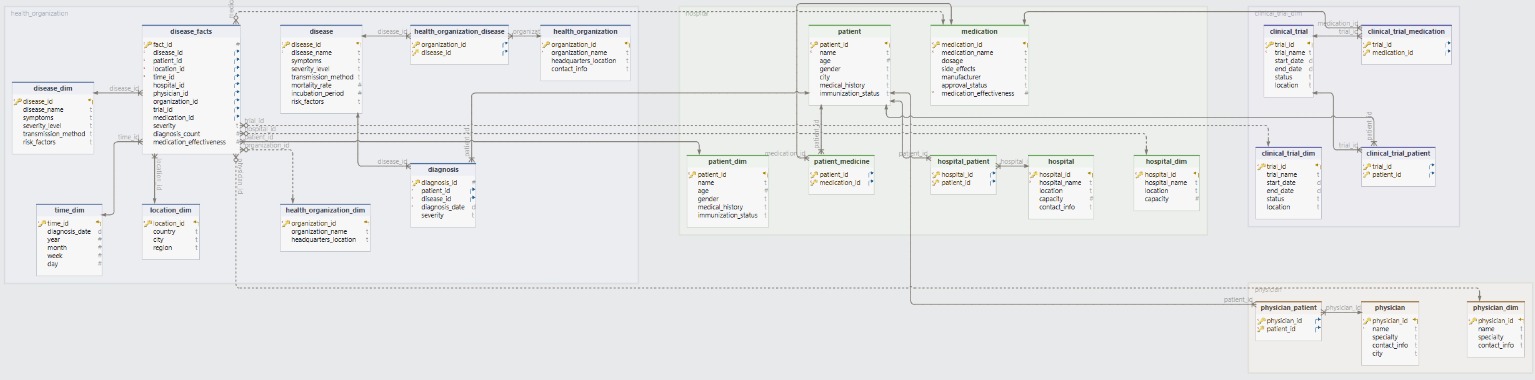 health_organization
disease_facts
fact_id
disease_id
patient_id
location_id
time_id
hospital_id
physician_id
organization_id
trial_id
medication_id
severity
diagnosis_count
medication_effectiveness
disease
disease_id
disease_name
symptoms
severity_level
transmission_method
mortality_rate
incubation_period
risk_factors
disease_id
health_organization_disease
organization_id
disease_id
organizat
health_organization
organization_id
organization_name
headquarters_location
contact_info
disease_dim
disease_id
disease_name
symptoms
severity_level
transmission_method
risk_factors
disease_id
time_id
trial_id
hospital_id
patient_id
organization_id
location_id
physician_id
disease_id
patient_id
diagnosis
diagnosis_id
patient_id
disease_id
diagnosis_date
severity
time_dim
time_id
diagnosis_date
year
month
week
day
location_dim
location_id
country
city
region
health_organization_dim
organization_id
organization_name
headquarters_location
hospital
patient
patient_id
name
age
gender
city
medical_history
immunization_status
medication
medication_id
medication_name
dosage
side_effects
manufacturer
approval_status
medication_effectiveness
patient_dim
patient_id
name
age
gender
medical_history
immunization_status
medication_id
patient_id
patient_medicine
patient_id
medication_id
patient_id
hospital_patient
hospital_id
patient_id
hospital
hospital
hospital_id
hospital_name
location
capacity
contact_info
hospital_dim
hospital_id
hospital_name
location
capacity
clinical_trial_dim
clinical_trial
trial_id
trial_name
start_date
end_date
status
location
medication_id
trial_id
clinical_trial_medication
trial_id
medication_id
clinical_trial_dim
trial_id
trial_name
start_date
end_date
status
location
trial_id
patient_id
clinical_trial_patient
trial_id
patient_id
physician
patient_id
physician_patient
physician_id
patient_id
physician_id
physician
physician_id
name
specialty
contact_info
city
physician_dim
physician_id
name
specialty
contact_info